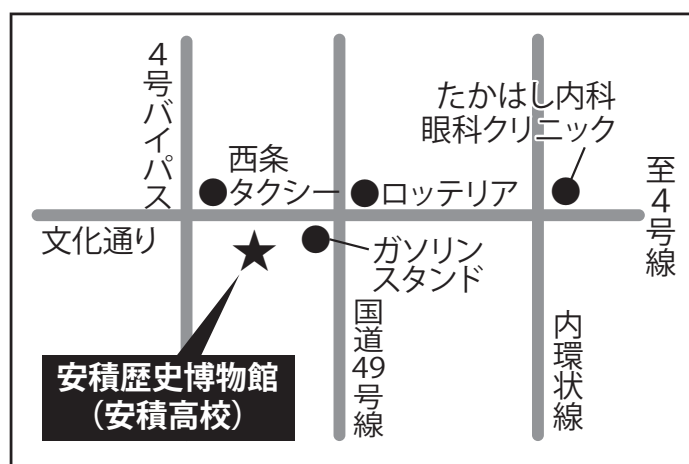 4号バイパス
西条
タクシー
たかはし内科
眼科クリニック
ロッテリア
至4号線
文化通り
ガソリン
スタンド
国道49号線
内環状線
安積歴史博物館
（安積高校）